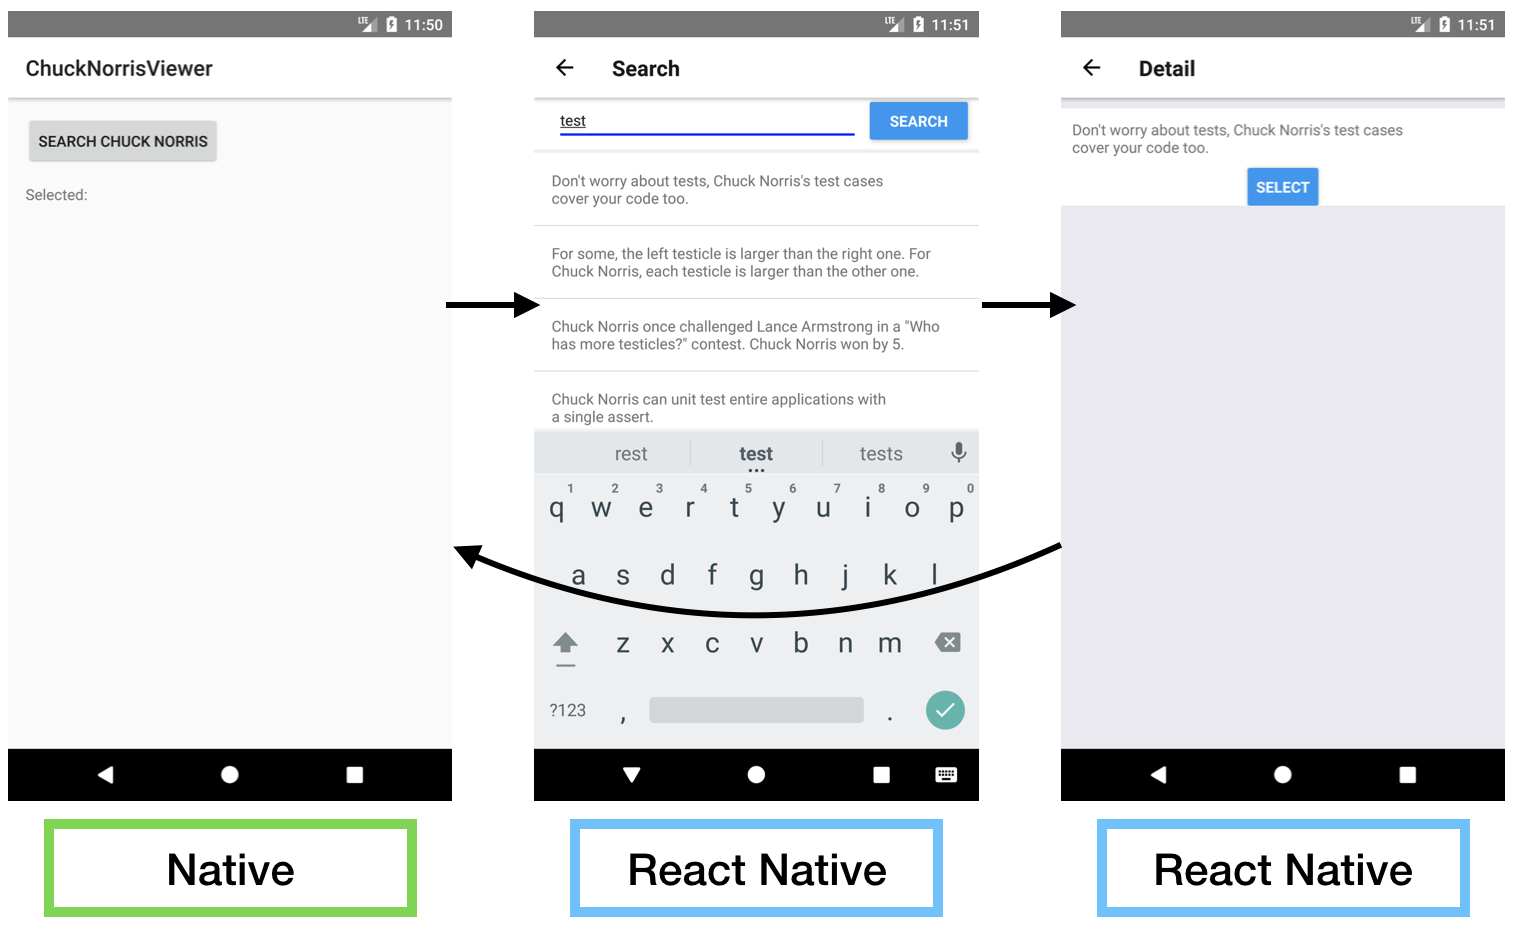 LTE 11:50
ChuckNorrisViewer
SEARCH CHUCK NORRIS
Selected:
Native
LTE 11:51
Search
test
SEARCH
Don't worry about tests, Chuck Norris's test cases
cover your code too.
For some, the left testicle is larger than the right one. For
Chuck Norris, each testicle is larger than the other one.
Chuck Norris once challenged Lance Armstrong in a "Who
has more testicles?" contest. Chuck Norris won by 5.
Chuck Norris can unit test entire applications with
a single assert.
rest test tests
1 2 3 4 5 6 7 8 9 0
q w e r t y u i o p
a s d f g h j k l
z x c v b n m
?123 , .
React Native
LTE 11:51
Detail
Don't worry about tests, Chuck Norris's test cases
cover your code too.
SELECT
React Native